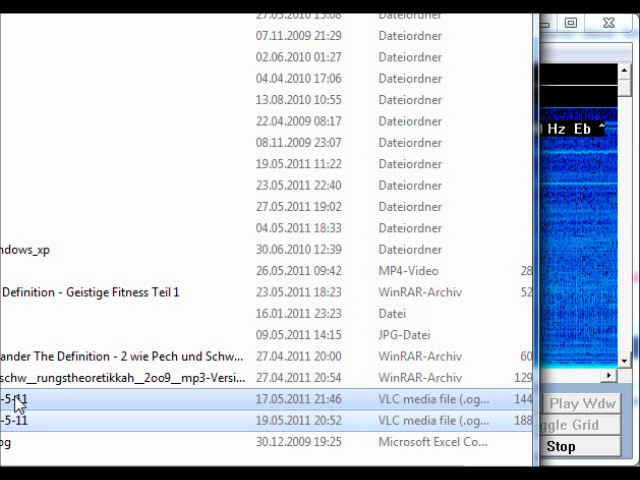 27.05.2010 15:08 Dateiordner
07.11.2009 21:29 Dateiordner
02.06.2010 01:27 Dateiordner
04.04.2010 17:06 Dateiordner
13.08.2010 10:55 Dateiordner
22.04.2009 08:17 Dateiordner
08.11.2009 23:07 Dateiordner
19.05.2011 11:22 Dateiordner
23.05.2011 22:40 Dateiordner
27.05.2011 19:02 Dateiordner
04.05.2011 18:33 Dateiordner
ndows_xp 30.06.2010 12:39 Dateiordner
26.05.2011 09:42 MP4-Video 28
Definition - Geistige Fitness Teil 1 23.05.2011 18:23 WinRAR-Archiv 52
16.01.2011 23:23 Datei
09.05.2011 14:15 JPG-Datei
ander The Definition - 2 wie Pech und Schw... 27.04.2011 20:00 WinRAR-Archiv 60
schw__rungstheoretikkah__2oo9__mp3-Versi... 27.04.2011 20:54 WinRAR-Archiv 129
-5-11 17.05.2011 21:46 VLC media file (.og... 144
-5-11 19.05.2011 20:52 VLC media file (.og... 188
og 30.12.2009 19:25 Microsoft Excel Co...
Hz Eb ^
Play Wdw
ggle Grid
Stop